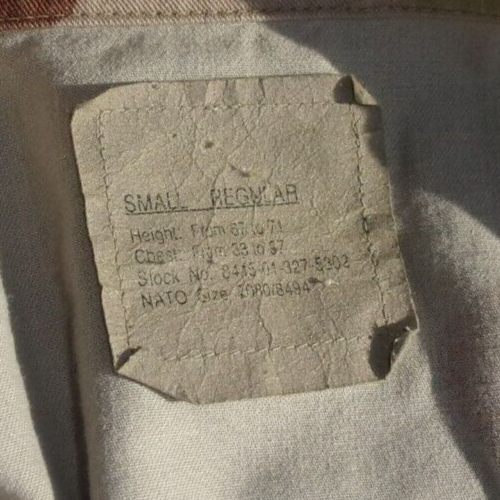 SMALL REGULAR
Height: From 67 to 71
Chest: From 33 to 37
Stock No. 8415-01-327-5302
NATO Size 7080/8494